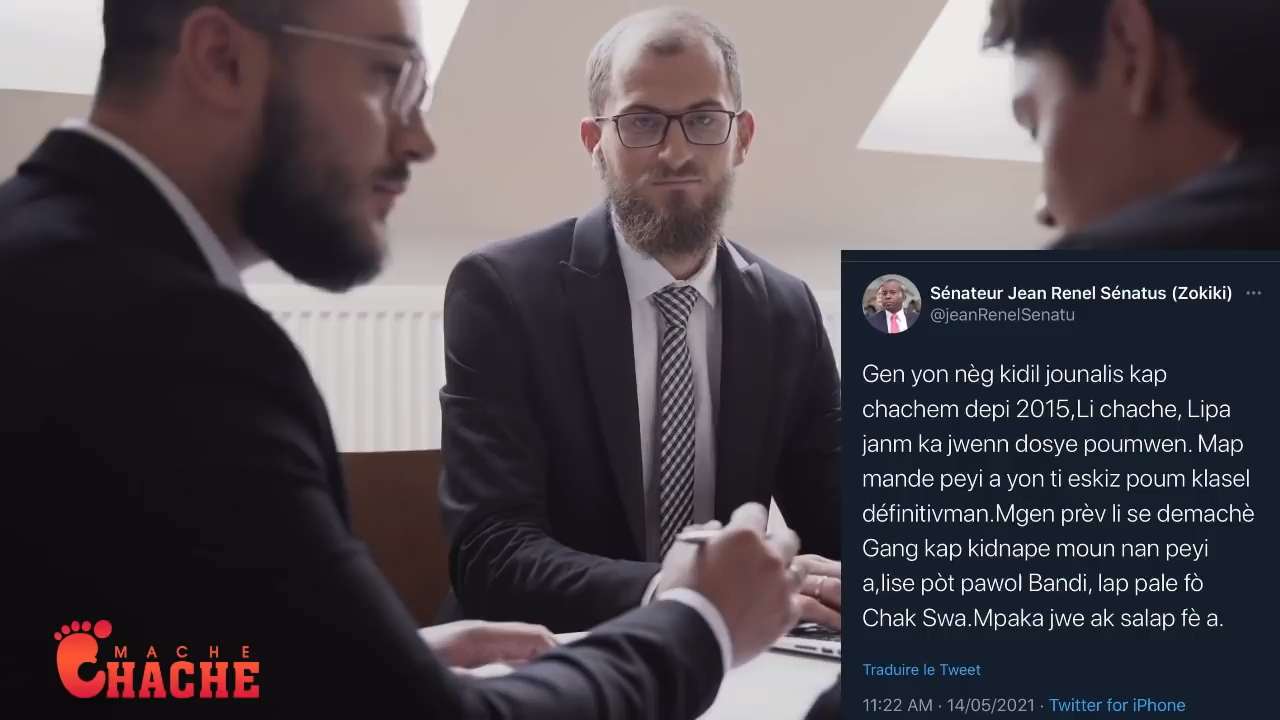 Sénateur Jean Renel Sénatus (Zokiki) ···
@jeanRenelSenatu
Gen yon nèg kidil jounalis kap
chachem depi 2015,Li chache, Lipa
janm ka jwenn dosye poumwen. Map
mande peyi a yon ti eskiz poum klasel
définitivman.Mgen prèv li se demachè
Gang kap kidnape moun nan peyi
a,lise pòt pawol Bandi, lap pale fò
Chak Swa.Mpaka jwe ak salap fè a.
Traduire le Tweet
11:22 AM · 14/05/2021 · Twitter for iPhone
MACHE
CHACHE